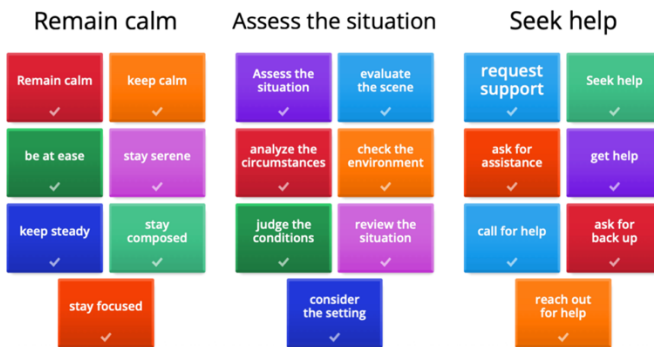 Remain calm
Remain calm
keep calm
be at ease
stay serene
keep steady
stay
composed
stay focused
Assess the situation
Assess the
situation
evaluate
the scene
analyze the
circumstances
check the
environment
judge the
conditions
review the
situation
consider
the setting
Seek help
request
support
Seek help
ask for
assistance
get help
call for help
ask for
back up
reach out
for help